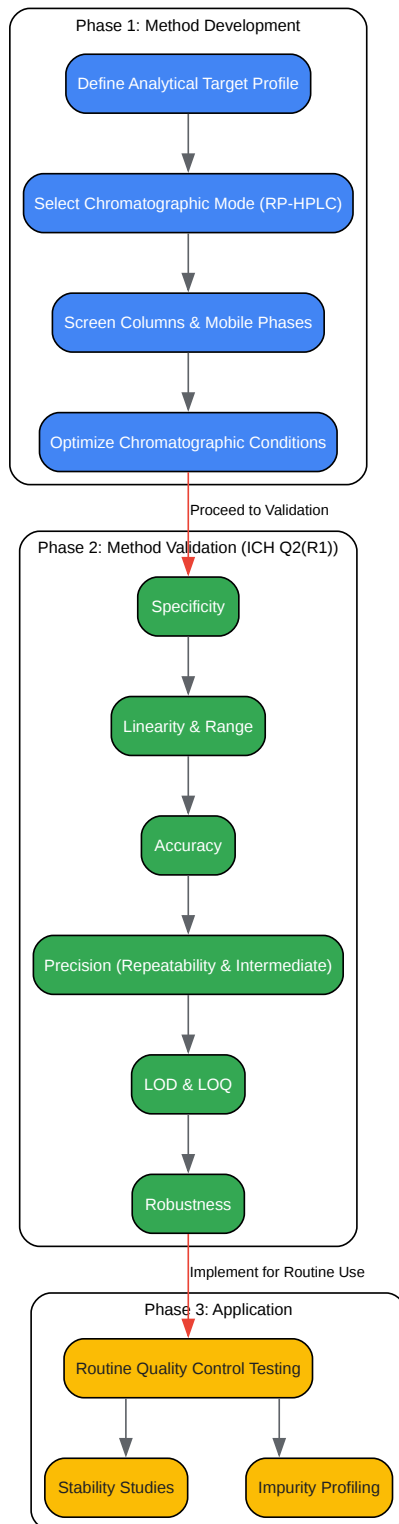 Phase 1: Method Development
Define Analytical Target Profile
Select Chromatographic Mode (RP-HPLC)
Screen Columns & Mobile Phases
Optimize Chromatographic Conditions
Proceed to Validation
Phase 2: Method Validation (ICH Q2(R1))
Specificity
Linearity & Range
Accuracy
Precision (Repeatability & Intermediate)
LOD & LOQ
Robustness
Implement for Routine Use
Phase 3: Application
Routine Quality Control Testing
Stability Studies
Impurity Profiling